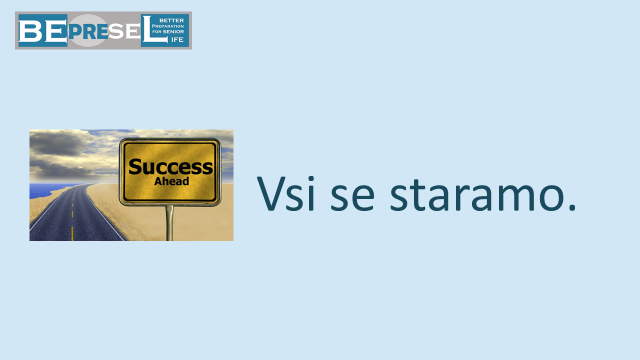 BEPRESEL
BETTER
PREPARATION
FOR SENIOR
LIFE
Success
Ahead
Vsi se staramo.